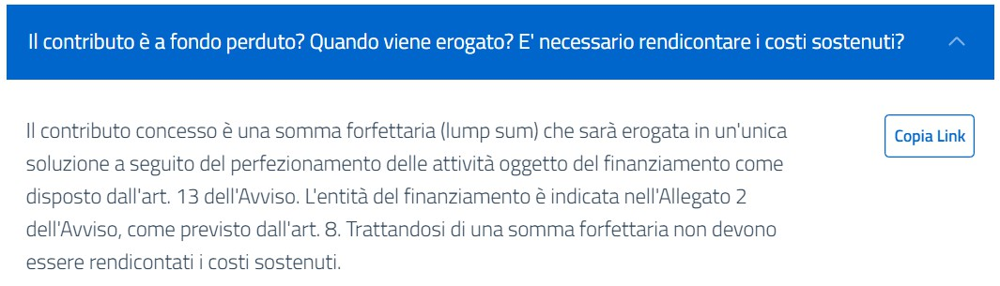 Il contributo è a fondo perduto? Quando viene erogato? E' necessario rendicontare i costi sostenuti?
Il contributo concesso è una somma forfettaria (lump sum) che sarà erogata in un'unica
Copia Link
soluzione a seguito del perfezionamento delle attività oggetto del finanziamento come
disposto dall'art. 13 dell'Avviso. L'entità del finanziamento è indicata nell'Allegato 2
dell'Avviso, come previsto dall'art. 8. Trattandosi di una somma forfettaria non devono
essere rendicontati i costi sostenuti.